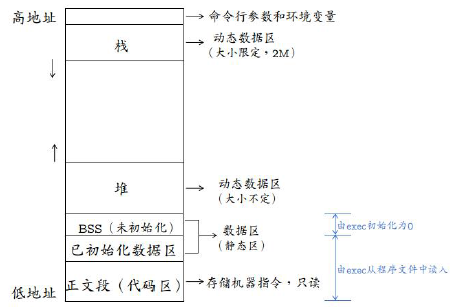 高地址
命令行参数和环境变量
栈
动态数据区
(大小限定，2M)
堆
动态数据区
(大小不定)
BSS（未初始化）
数据区
(静态区)
由exec初始化为0
已初始化数据区
由exec从程序文件中读入
低地址
正文段（代码区）
存储机器指令，只读